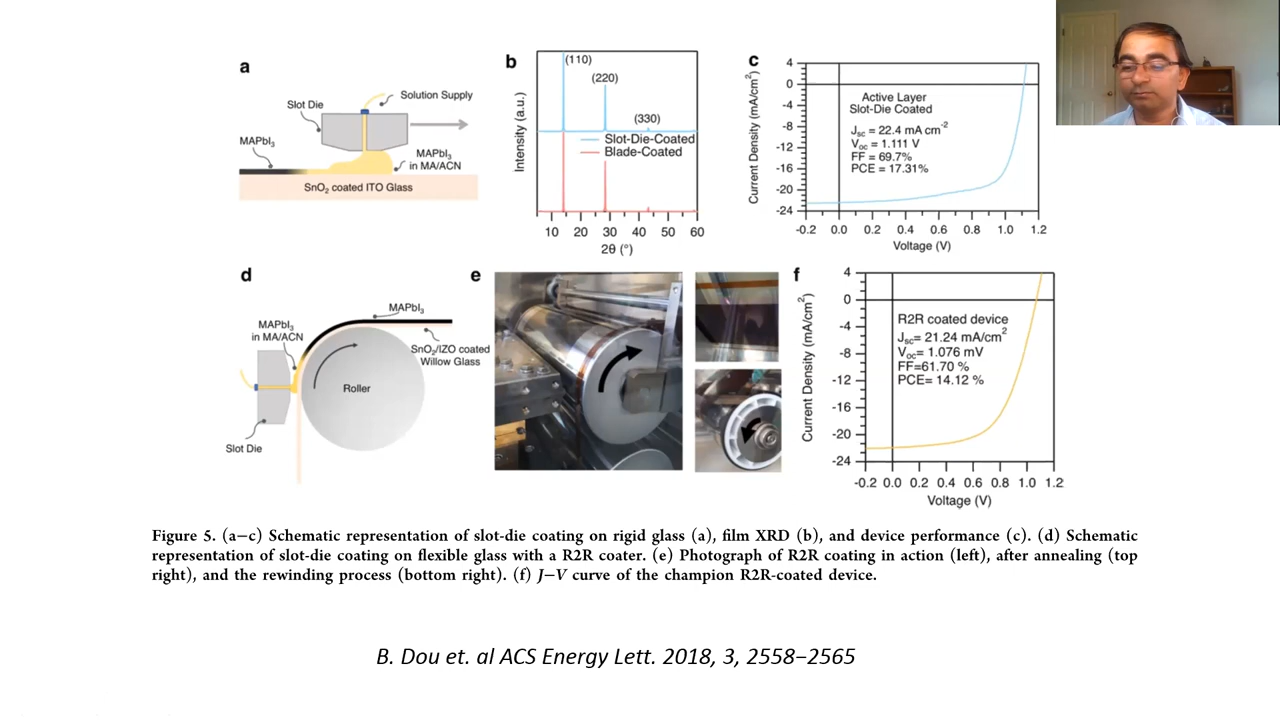 a
Slot Die
Solution Supply
MAPbI₃
MAPbI₃
in MA/ACN
SnO₂ coated ITO Glass
b
Intensity (a.u.)
(110)
(220)
(330)
Slot-Die-Coated
Blade-Coated
10 20 30 40 50 60
2θ (°)
c
Current Density (mA/cm²)
4
0
-4
-8
-12
-16
-20
-24
Active Layer
Slot-Die Coated
Jsc = 22.4 mA cm⁻²
Voc = 1.111 V
FF = 69.7%
PCE = 17.31%
-0.2 0.0 0.2 0.4 0.6 0.8 1.0 1.2
Voltage (V)
d
MAPbI₃
MAPbI₃
in MA/ACN
SnO₂/IZO coated
Willow Glass
Roller
Slot Die
e
f
Current Density (mA/cm²)
4
0
-4
-8
-12
-16
-20
-24
R2R coated device
Jsc= 21.24 mA/cm²
Voc= 1.076 mV
FF=61.70 %
PCE= 14.12 %
-0.2 0.0 0.2 0.4 0.6 0.8 1.0 1.2
Voltage (V)
Figure 5. (a−c) Schematic representation of slot-die coating on rigid glass (a), film XRD (b), and device performance (c). (d) Schematic
representation of slot-die coating on flexible glass with a R2R coater. (e) Photograph of R2R coating in action (left), after annealing (top
right), and the rewinding process (bottom right). (f) J−V curve of the champion R2R-coated device.
B. Dou et. al ACS Energy Lett. 2018, 3, 2558−2565